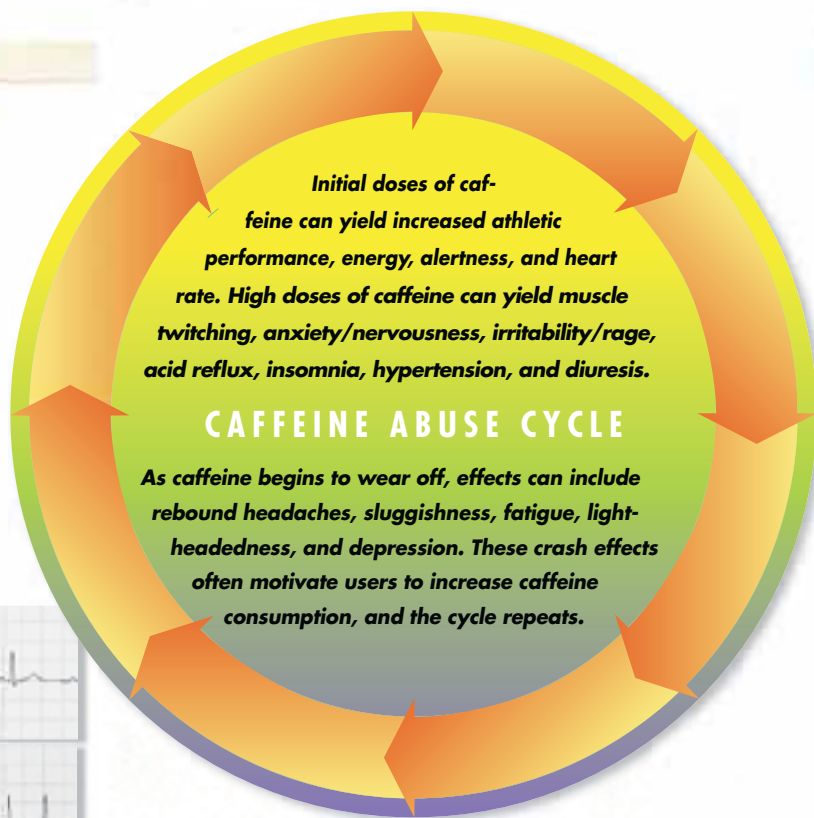 Initial doses of caf-
feine can yield increased athletic
performance, energy, alertness, and heart
rate. High doses of caffeine can yield muscle
twitching, anxiety/nervousness, irritability/rage,
acid reflux, insomnia, hypertension, and diuresis.
CAFFEINE ABUSE CYCLE
As caffeine begins to wear off, effects can include
rebound headaches, sluggishness, fatigue, light-
headedness, and depression. These crash effects
often motivate users to increase caffeine
consumption, and the cycle repeats.